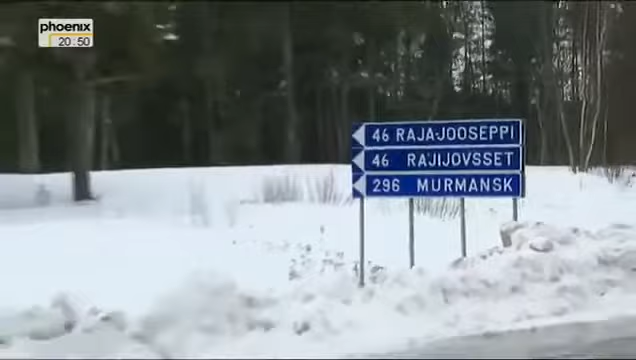 phoenix
20:50
46 RAJA-JOOSEPPI
46 RAJIJOVSSET
296 MURMANSK